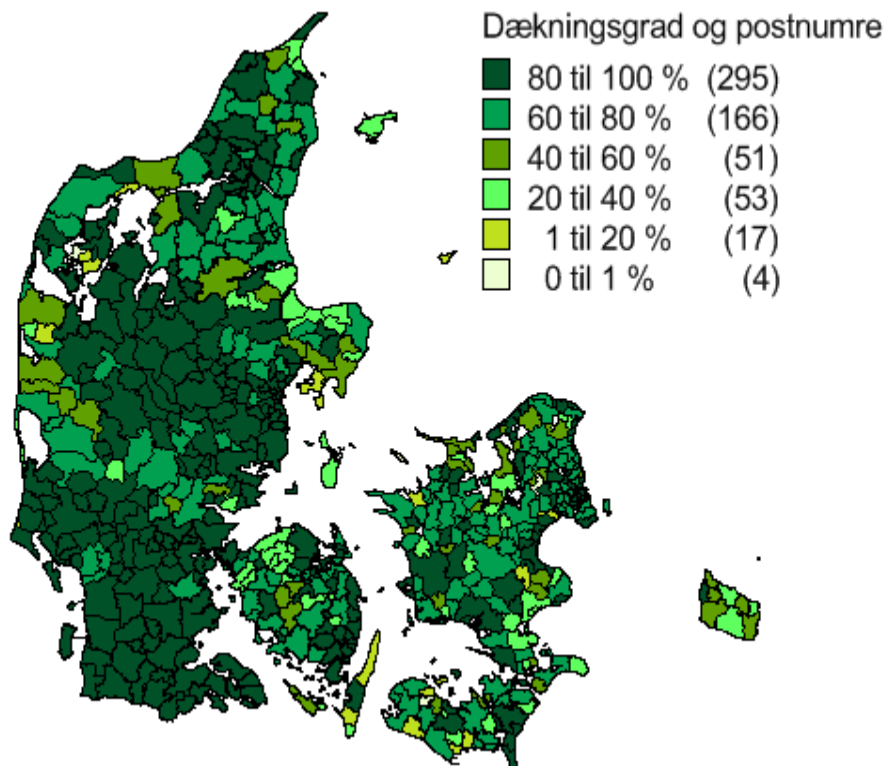 Dækningsgrad og postnumre
80 til 100 % (295)
60 til 80 % (166)
40 til 60 % (51)
20 til 40 % (53)
1 til 20 % (17)
0 til 1 % (4)